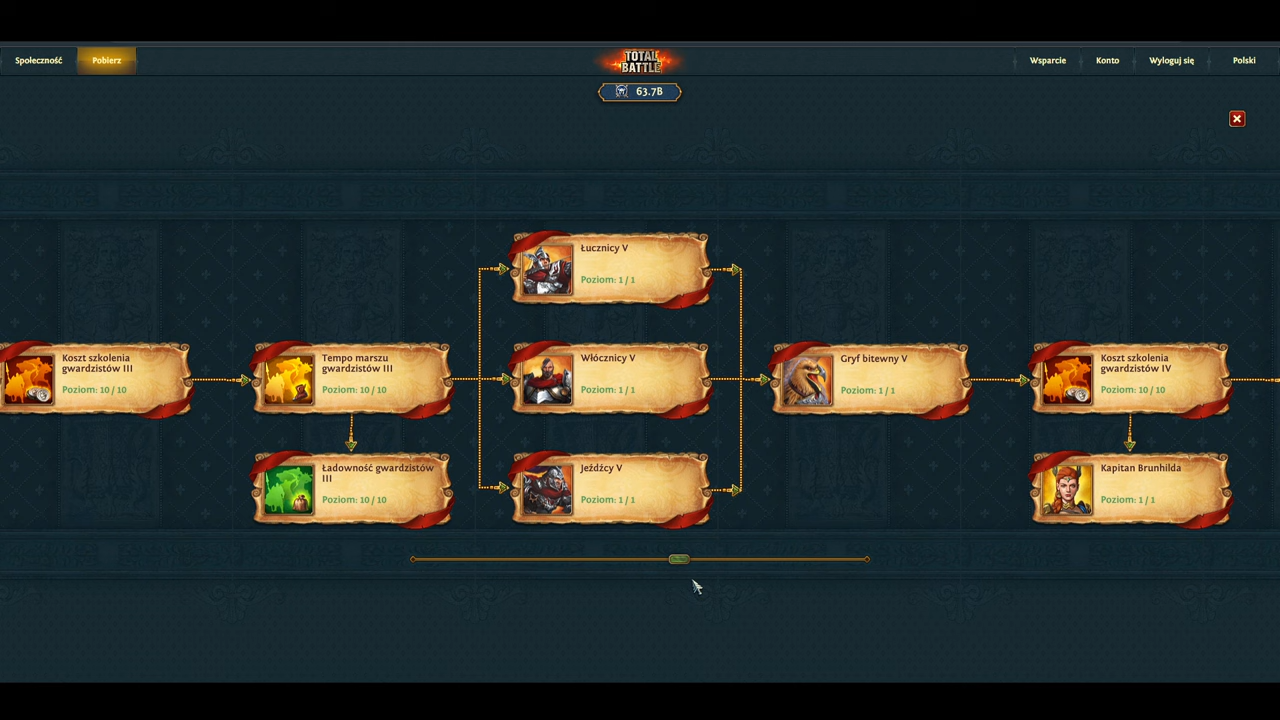 Społeczność
Pobierz
TOTAL
BATTLE
Wsparcie
Konto
Wyloguj się
Polski
63.7B
Łucznicy V
Poziom: 1 / 1
Koszt szkolenia
gwardzistów III
Poziom: 10 / 10
Tempo marszu
gwardzistów III
Poziom: 10 / 10
Włócznicy V
Poziom: 1 / 1
Gryf bitewny V
Poziom: 1 / 1
Koszt szkolenia
gwardzistów IV
Poziom: 10 / 10
Ładowność gwardzistów
III
Poziom: 10 / 10
Jeźdźcy V
Poziom: 1 / 1
Kapitan Brunhilda
Poziom: 1 / 1